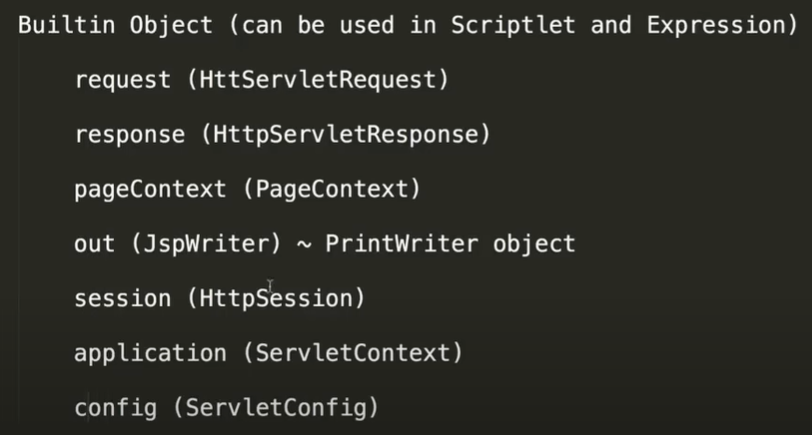 Builtin Object (can be used in Scriptlet and Expression)
request (HttServletRequest)
response (HttpServletResponse)
pageContext (PageContext)
out (JspWriter) ~ PrintWriter object
session (HttpSession)
application (ServletContext)
config (ServletConfig)